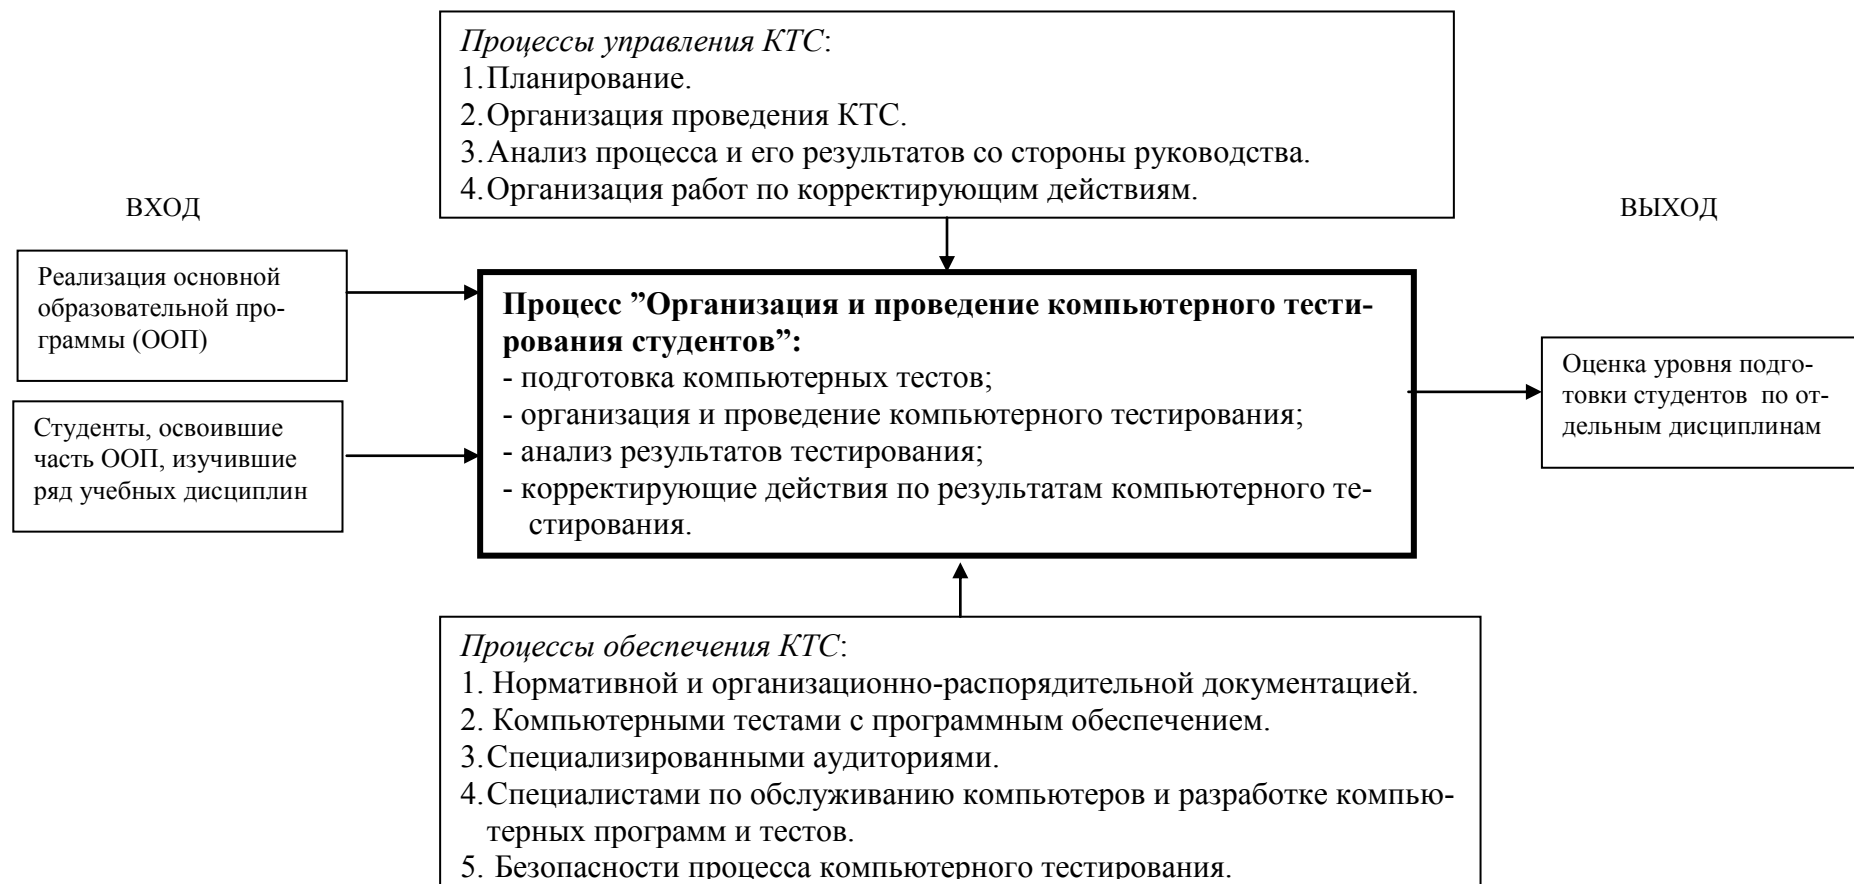 Процессы управления КТС:
1.Планирование.
2.Организация проведения КТС.
3.Анализ процесса и его результатов со стороны руководства.
4.Организация работ по корректирующим действиям.
ВХОД
ВЫХОД
Реализация основной
образовательной про-
граммы (ООП)
Студенты, освоившие
часть ООП, изучившие
ряд учебных дисциплин
Процесс ”Организация и проведение компьютерного тести-
рования студентов”:
- подготовка компьютерных тестов;
- организация и проведение компьютерного тестирования;
- анализ результатов тестирования;
- корректирующие действия по результатам компьютерного те-
стирования.
Оценка уровня подго-
товки студентов по от-
дельным дисциплинам
Процессы обеспечения КТС:
1. Нормативной и организационно-распорядительной документацией.
2. Компьютерными тестами с программным обеспечением.
3.Специализированными аудиториями.
4.Специалистами по обслуживанию компьютеров и разработке компью-
терных программ и тестов.
5. Безопасности процесса компьютерного тестирования.